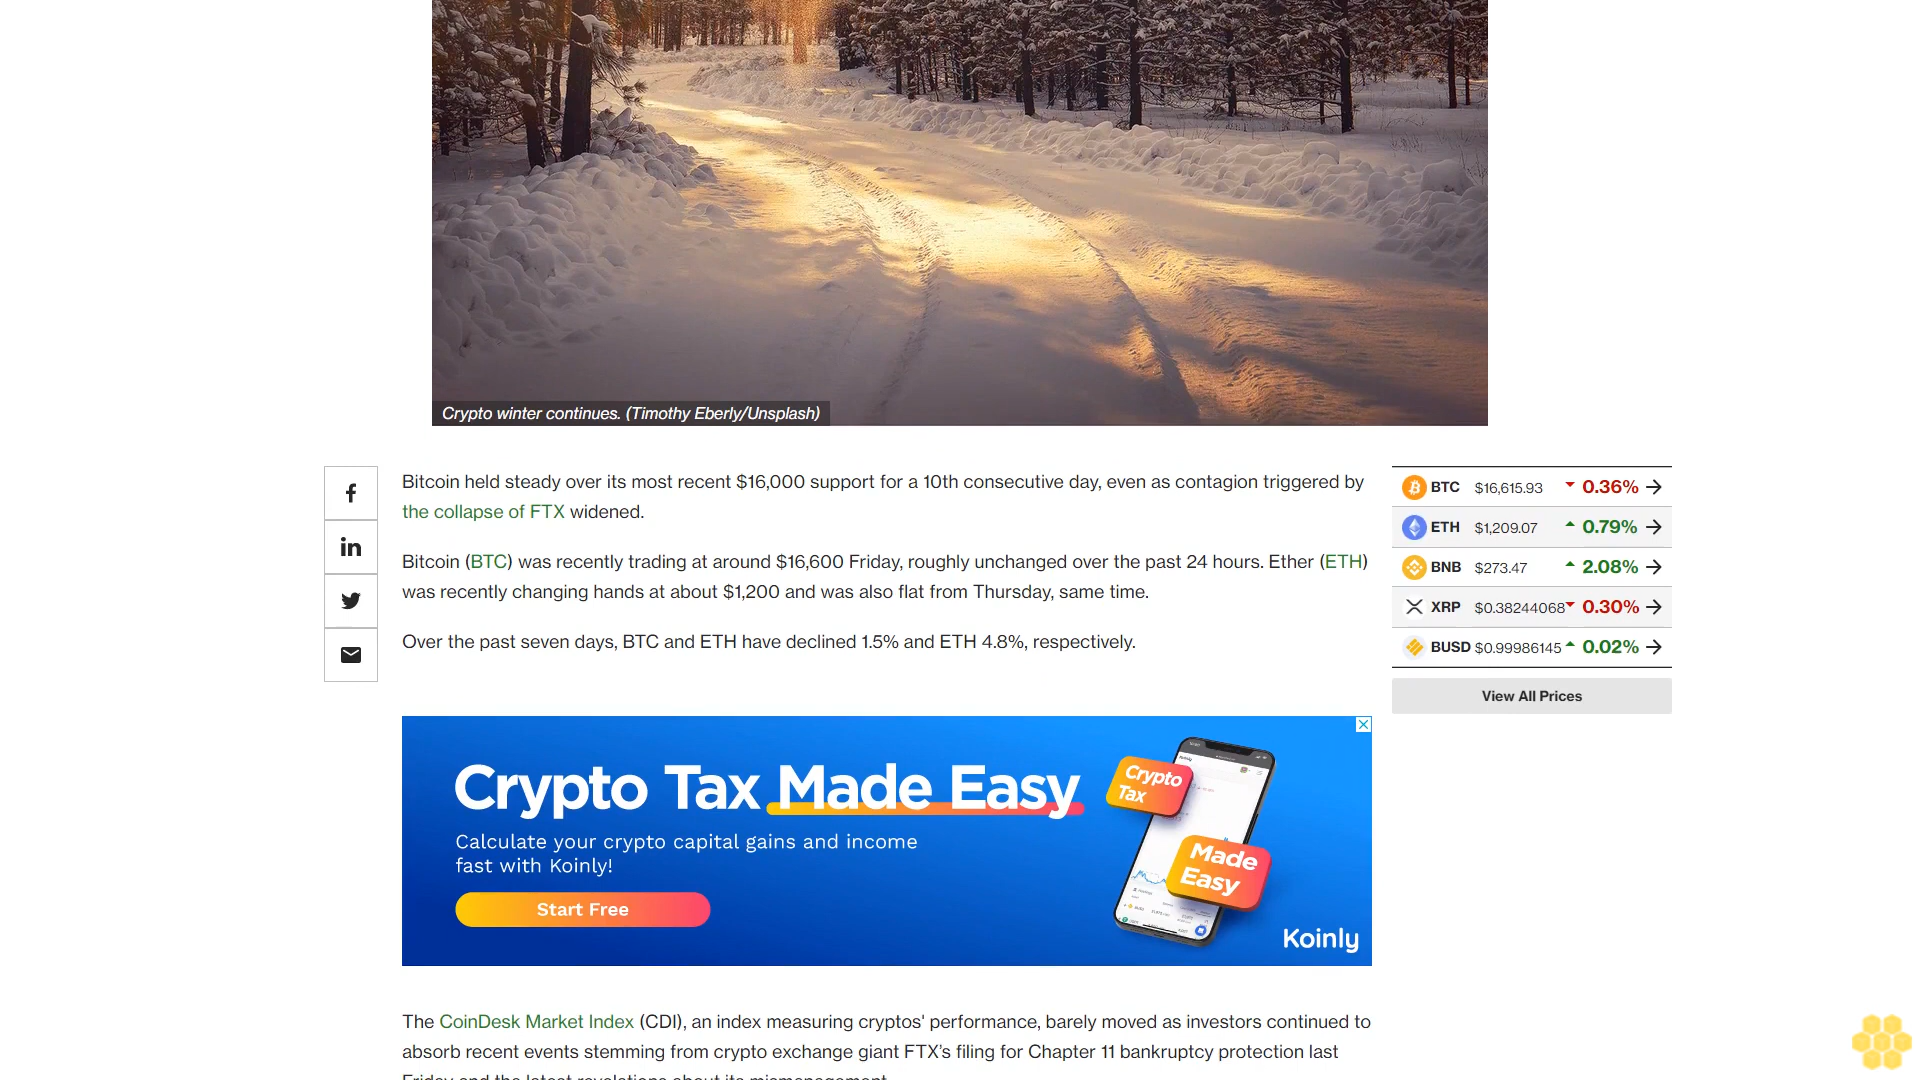 Crypto winter continues. (Timothy Eberly/Unsplash)
Bitcoin held steady over its most recent $16,000 support for a 10th consecutive day, even as contagion triggered by
the collapse of FTX widened.
Bitcoin (BTC) was recently trading at around $16,600 Friday, roughly unchanged over the past 24 hours. Ether (ETH)
was recently changing hands at about $1,200 and was also flat from Thursday, same time.
Over the past seven days, BTC and ETH have declined 1.5% and ETH 4.8%, respectively.
BTC $16,615.93 0.36%
ETH $1,209.07 0.79%
BNB $273.47 2.08%
XRP $0.38244068 0.30%
BUSD $0.99986145 0.02%
View All Prices
Crypto Tax Made Easy
Calculate your crypto capital gains and income
fast with Koinly!
Start Free
Crypto
Tax
Made
Easy
Koinly
The CoinDesk Market Index (CDI), an index measuring cryptos' performance, barely moved as investors continued to
absorb recent events stemming from crypto exchange giant FTX's filing for Chapter 11 bankruptcy protection last
Friday and the latest revelations about its mismanagement.